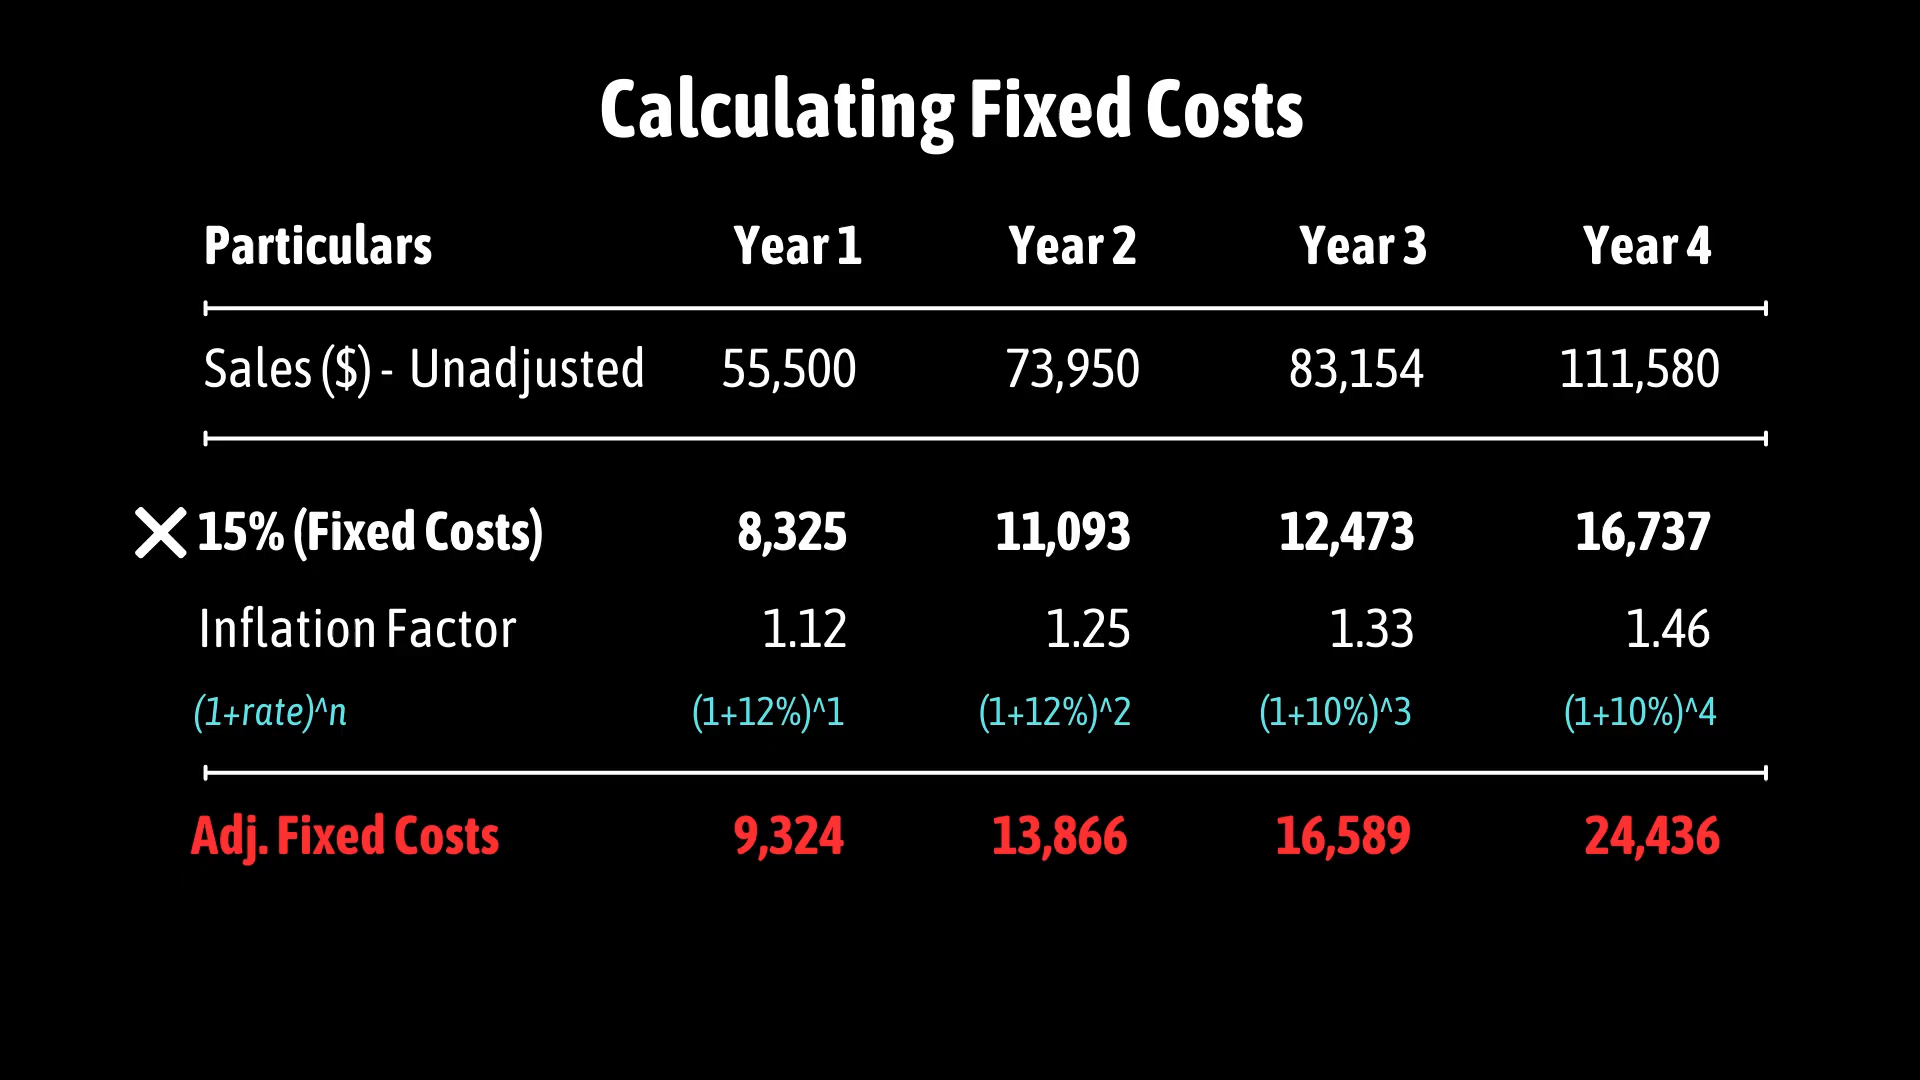 Calculating Fixed Costs
Particulars Year 1 Year 2 Year 3 Year 4
Sales ($) - Unadjusted 55,500 73,950 83,154 111,580
15% (Fixed Costs) 8,325 11,093 12,473 16,737
Inflation Factor 1.12 1.25 1.33 1.46
(1+rate)^n (1+12%)^1 (1+12%)^2 (1+10%)^3 (1+10%)^4
Adj. Fixed Costs 9,324 13,866 16,589 24,436